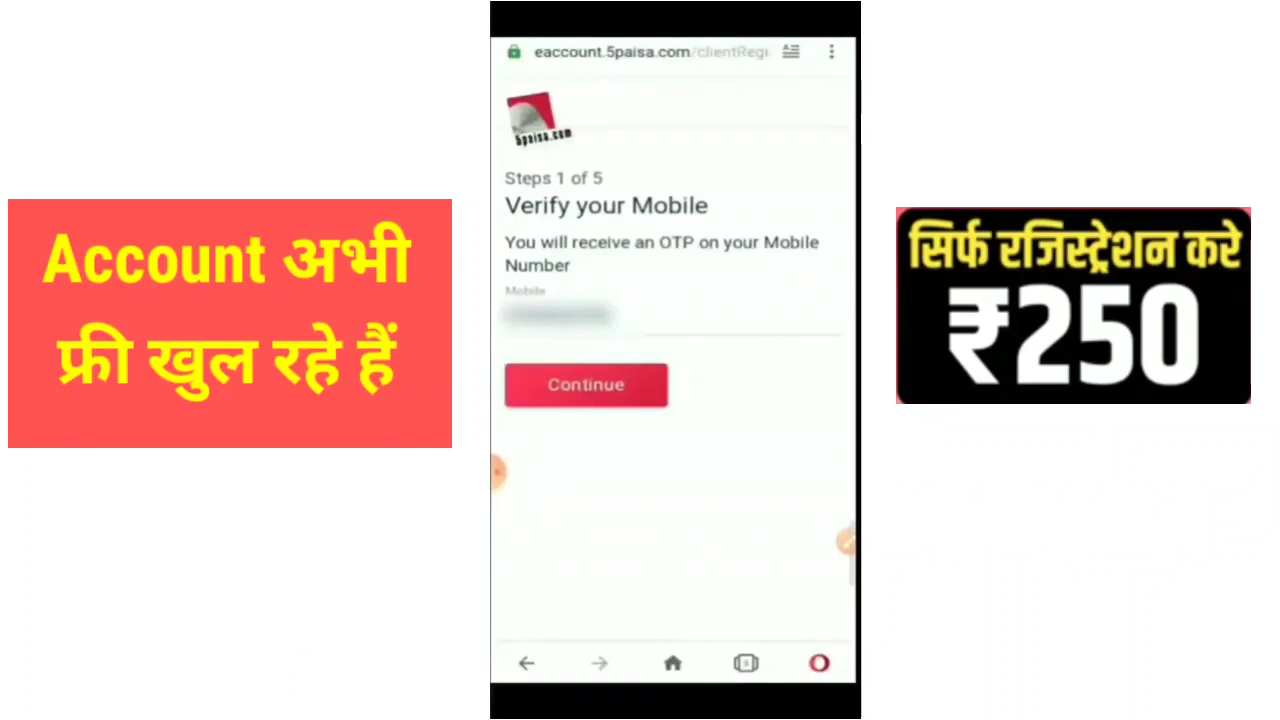 Account अभी
फ्री खुल रहे हैं
eaccount.5paisa.com/clientRegi
5paisa.com
Steps 1 of 5
Verify your Mobile
You will receive an OTP on your Mobile
Number
Mobile
Continue
सिर्फ रजिस्ट्रेशन करे
₹250